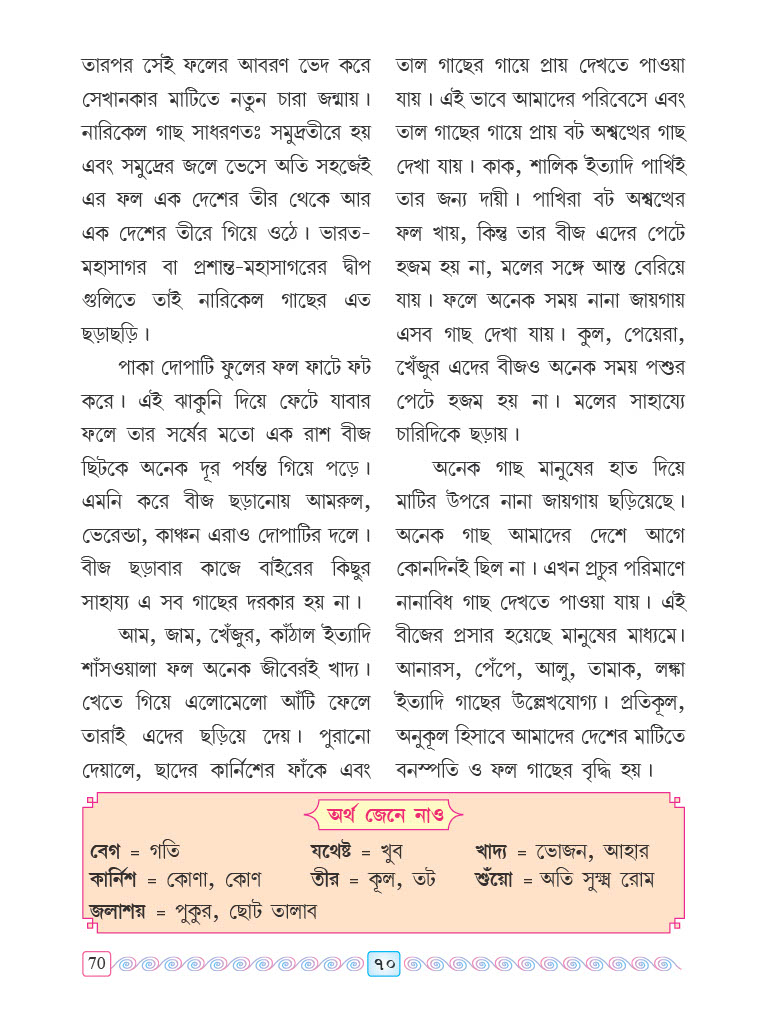 তারপর সেই ফলের আবরণ ভেদ করে
সেখানকার মাটিতে নতুন চারা জন্মায়।
নারিকেল গাছ সাধরণতঃ সমুদ্রতীরে হয়
এবং সমুদ্রের জলে ভেসে অতি সহজেই
এর ফল এক দেশের তীর থেকে আর
এক দেশের তীরে গিয়ে ওঠে। ভারত-
মহাসাগর বা প্রশান্ত-মহাসাগরের দ্বীপ
গুলিতে তাই নারিকেল গাছের এত
ছড়াছড়ি।
পাকা দোপাটি ফুলের ফল ফাটে ফট
করে। এই ঝাকুনি দিয়ে ফেটে যাবার
ফলে তার সর্ষের মতো এক রাশ বীজ
ছিটকে অনেক দূর পর্যন্ত গিয়ে পড়ে।
এমনি করে বীজ ছড়ানোয় আমরুল,
ভেরেন্ডা, কাঞ্চন এরাও দোপাটির দলে।
বীজ ছড়াবার কাজে বাইরের কিছুর
সাহায্য এ সব গাছের দরকার হয় না।
আম, জাম, খেঁজুর, কাঁঠাল ইত্যাদি
শাঁসওয়ালা ফল অনেক জীবেরই খাদ্য।
খেতে গিয়ে এলোমেলো আঁটি ফেলে
তারাই এদের ছড়িয়ে দেয়। পুরানো
দেয়ালে, ছাদের কার্নিশের ফাঁকে এবং
তাল গাছের গায়ে প্রায় দেখতে পাওয়া
যায়। এই ভাবে আমাদের পরিবেসে এবং
তাল গাছের গায়ে প্রায় বট অশ্বত্থের গাছ
দেখা যায়। কাক, শালিক ইত্যাদি পাখিই
তার জন্য দায়ী। পাখিরা বট অশ্বত্থের
ফল খায়, কিন্তু তার বীজ এদের পেটে
হজম হয় না, মলের সঙ্গে আস্ত বেরিয়ে
যায়। ফলে অনেক সময় নানা জায়গায়
এসব গাছ দেখা যায়। কুল, পেয়েরা,
খেঁজুর এদের বীজও অনেক সময় পশুর
পেটে হজম হয় না। মলের সাহায্যে
চারিদিকে ছড়ায়।
অনেক গাছ মানুষের হাত দিয়ে
মাটির উপরে নানা জায়গায় ছড়িয়েছে।
অনেক গাছ আমাদের দেশে আগে
কোনদিনই ছিল না। এখন প্রচুর পরিমাণে
নানাবিধ গাছ দেখতে পাওয়া যায়। এই
বীজের প্রসার হয়েছে মানুষের মাধ্যমে।
আনারস, পেঁপে, আলু, তামাক, লঙ্কা
ইত্যাদি গাছের উল্লেখযোগ্য। প্রতিকূল,
অনুকূল হিসাবে আমাদের দেশের মাটিতে
বনস্পতি ও ফল গাছের বৃদ্ধি হয়।
অর্থ জেনে নাও
বেগ = গতি যথেষ্ট = খুব খাদ্য = ভোজন, আহার
কার্নিশ = কোণা, কোণ তীর = কূল, তট শুঁয়ো = অতি সুক্ষ্ম রোম
জলাশয় = পুকুর, ছোট তালাব
70 ৭০